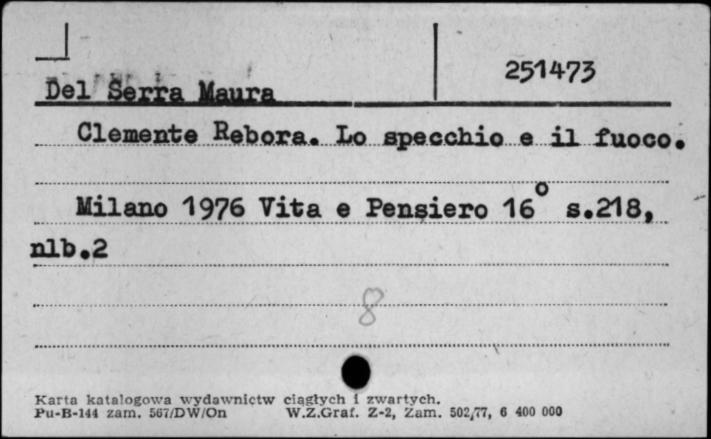 251473
Del Serra Maura
Clemente Rebora. Lo specchio e il fuoco.
Milano 1976 Vita e Pensiero 16° s.218,
nlb.2
8
Karta katalogowa wydawnictw ciągłych i zwartych.
Pu-B-144 zam. 567/DW/On W.Z.Graf. Z-2, Zam. 502/77, 6 400 000